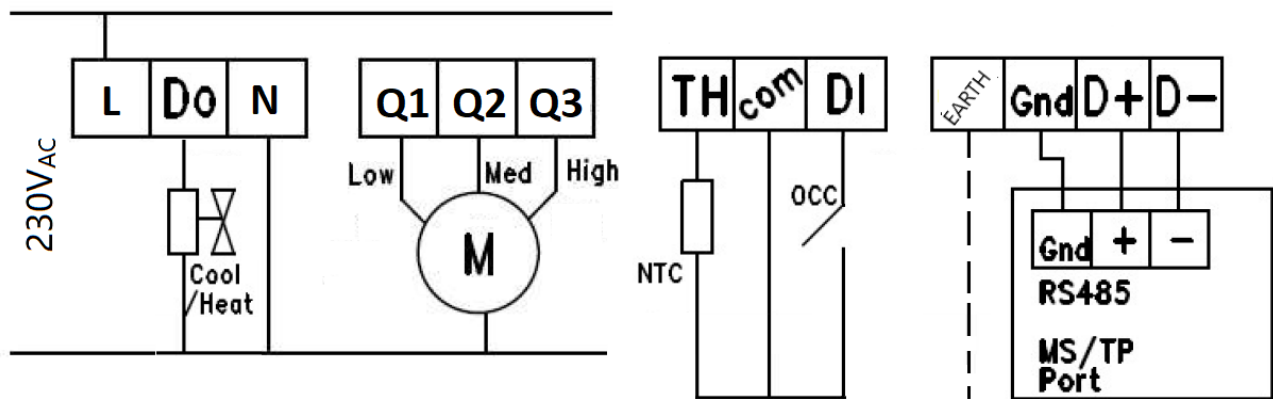 230VAC
L Do N
Cool
/Heat
Q1 Q2 Q3
Low Med High
M
TH com DI
NTC
OCC
EARTH Gnd D+ D-
Gnd + -
RS485
MS/TP
Port